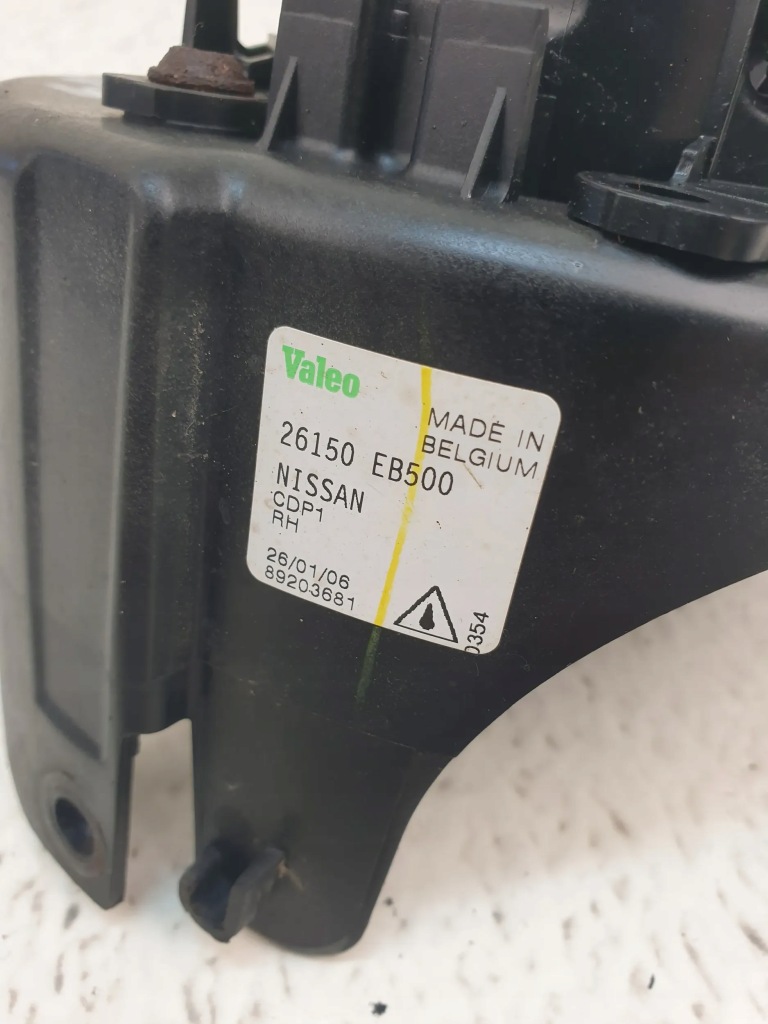 Valeo
MADE IN
BELGIUM
26150 EB500
NISSAN
CDP1
RH
26/01/06
89203681
0354